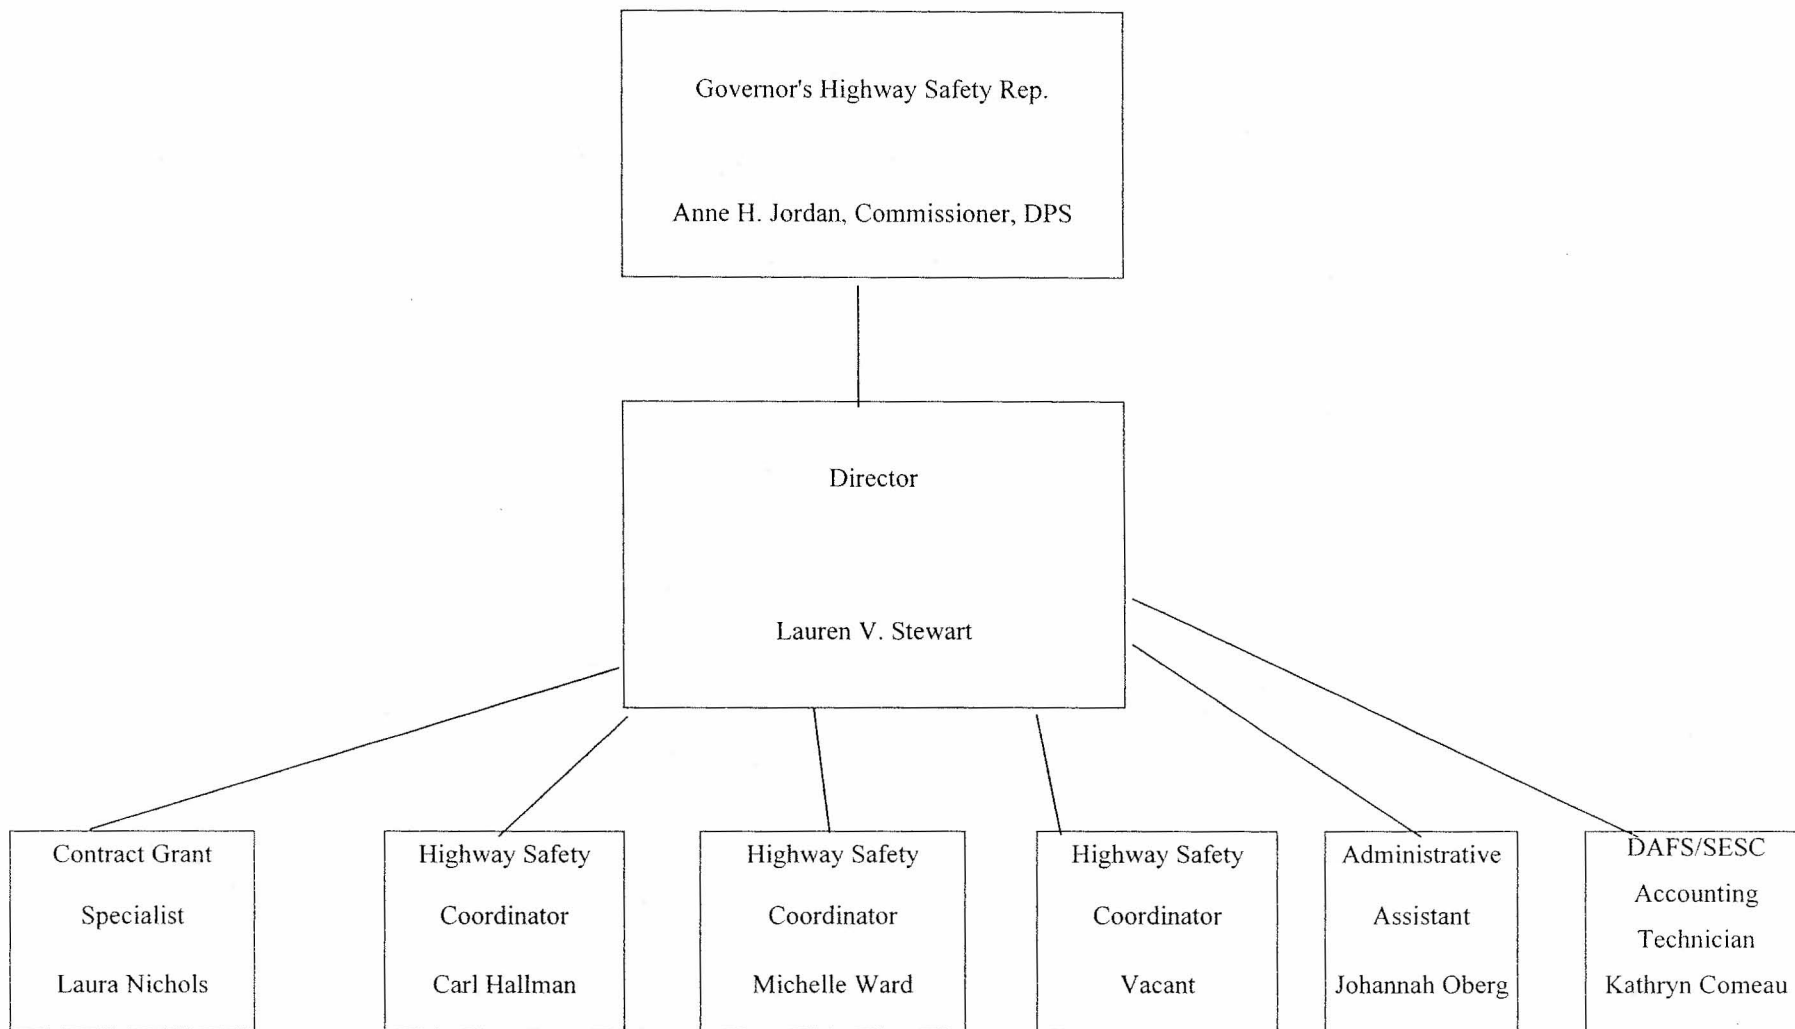 Governor's Highway Safety Rep.
Anne H. Jordan, Commissioner, DPS
Director
Lauren V. Stewart
Contract Grant
Specialist
Laura Nichols
Highway Safety
Coordinator
Carl Hallman
Highway Safety
Coordinator
Michelle Ward
Highway Safety
Coordinator
Vacant
Administrative
Assistant
Johannah Oberg
DAFS/SESC
Accounting
Technician
Kathryn Comeau